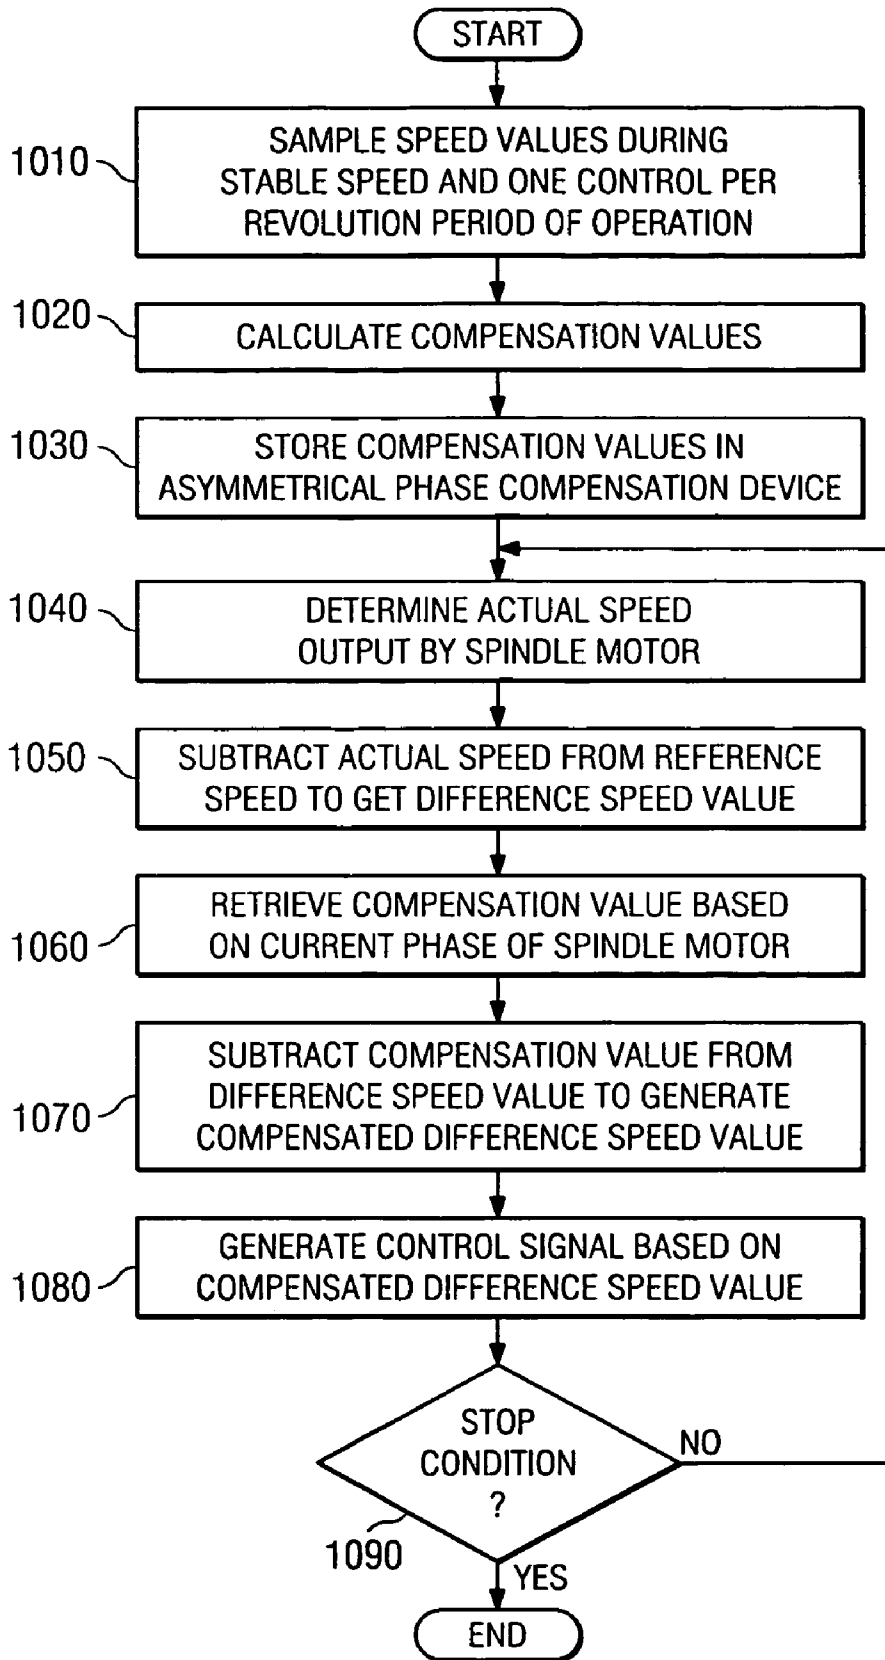 START
1010
SAMPLE SPEED VALUES DURING
STABLE SPEED AND ONE CONTROL PER
REVOLUTION PERIOD OF OPERATION
1020
CALCULATE COMPENSATION VALUES
1030
STORE COMPENSATION VALUES IN
ASYMMETRICAL PHASE COMPENSATION DEVICE
1040
DETERMINE ACTUAL SPEED
OUTPUT BY SPINDLE MOTOR
1050
SUBTRACT ACTUAL SPEED FROM REFERENCE
SPEED TO GET DIFFERENCE SPEED VALUE
1060
RETRIEVE COMPENSATION VALUE BASED
ON CURRENT PHASE OF SPINDLE MOTOR
1070
SUBTRACT COMPENSATION VALUE FROM
DIFFERENCE SPEED VALUE TO GENERATE
COMPENSATED DIFFERENCE SPEED VALUE
1080
GENERATE CONTROL SIGNAL BASED ON
COMPENSATED DIFFERENCE SPEED VALUE
STOP
CONDITION
?
NO
1090
YES
END